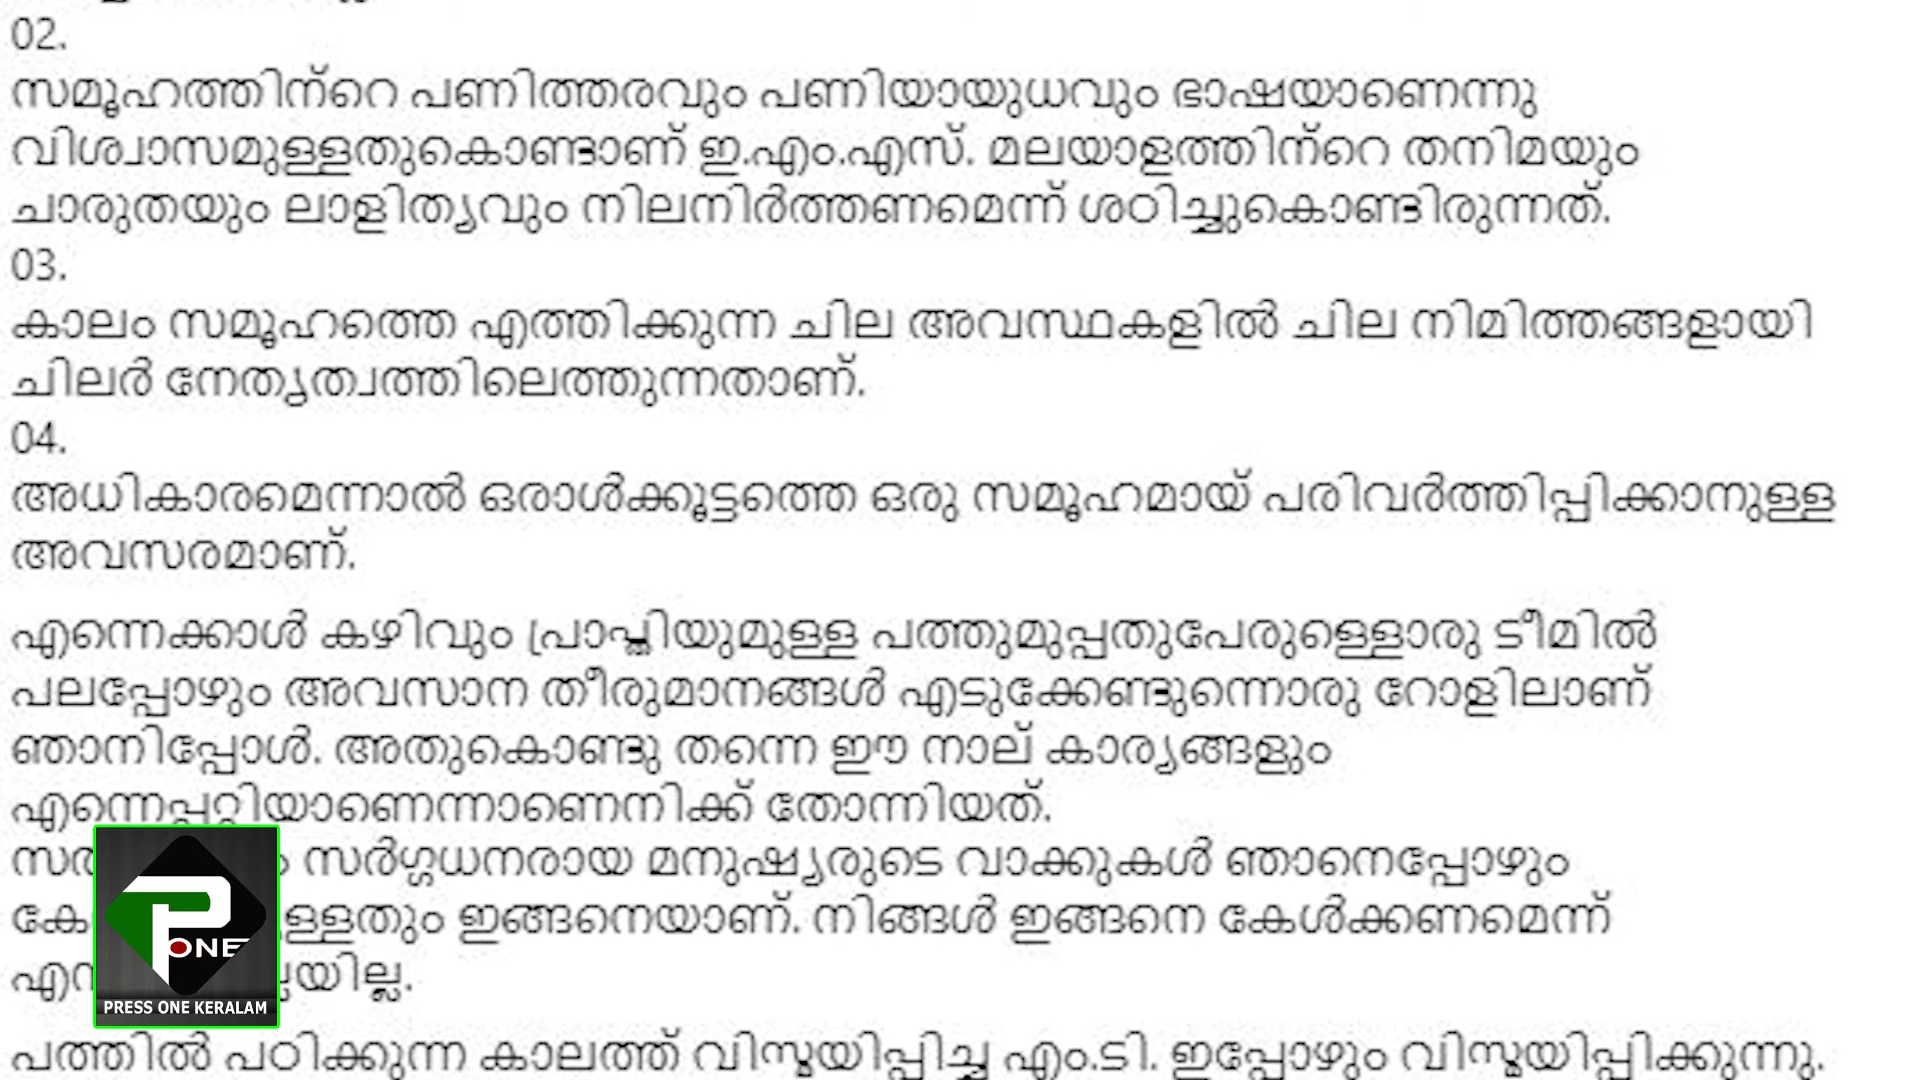 02.
സമൂഹത്തിന്റെ പണിത്തരവും പണിയായുധവും ഭാഷയാണെന്നു
വിശ്വാസമുള്ളതുകൊണ്ടാണ് ഇ.എം.എസ്. മലയാളത്തിന്റെ തനിമയും
ചാരുതയും ലാളിത്യവും നിലനിർത്തണമെന്ന് ശഠിച്ചുകൊണ്ടിരുന്നത്.
03.
കാലം സമൂഹത്തെ എത്തിക്കുന്ന ചില അവസ്ഥകളിൽ ചില നിമിത്തങ്ങളായി
ചിലർ നേതൃത്വത്തിലെത്തുന്നതാണ്.
04.
അധികാരമെന്നാൽ ഒരാൾക്കൂട്ടത്തെ ഒരു സമൂഹമായ് പരിവർത്തിപ്പിക്കാനുള്ള
അവസരമാണ്.
എന്നെക്കാൾ കഴിവും പ്രാപ്തിയുമുള്ള പത്തുമുപ്പതുപേരുള്ളൊരു ടീമിൽ
പലപ്പോഴും അവസാന തീരുമാനങ്ങൾ എടുക്കേണ്ടുന്നൊരു റോളിലാണ്
ഞാനിപ്പോൾ. അതുകൊണ്ടു തന്നെ ഈ നാല് കാര്യങ്ങളും
എന്നെപ്പറ്റിയാണെന്നാണെനിക്ക് തോന്നിയത്.
സർഗ്ഗധനരായ മനുഷ്യരുടെ വാക്കുകൾ ഞാനെപ്പോഴും
ഇങ്ങനെയാണ്. നിങ്ങൾ ഇങ്ങനെ കേൾക്കണമെന്ന്
പത്തിൽ പഠിക്കുന്ന കാലത്ത് വിസ്മയിപ്പിച്ച എം.ടി. ഇപ്പോഴും വിസ്മയിപ്പിക്കുന്നു.
P ONE
PRESS ONE KERALAM